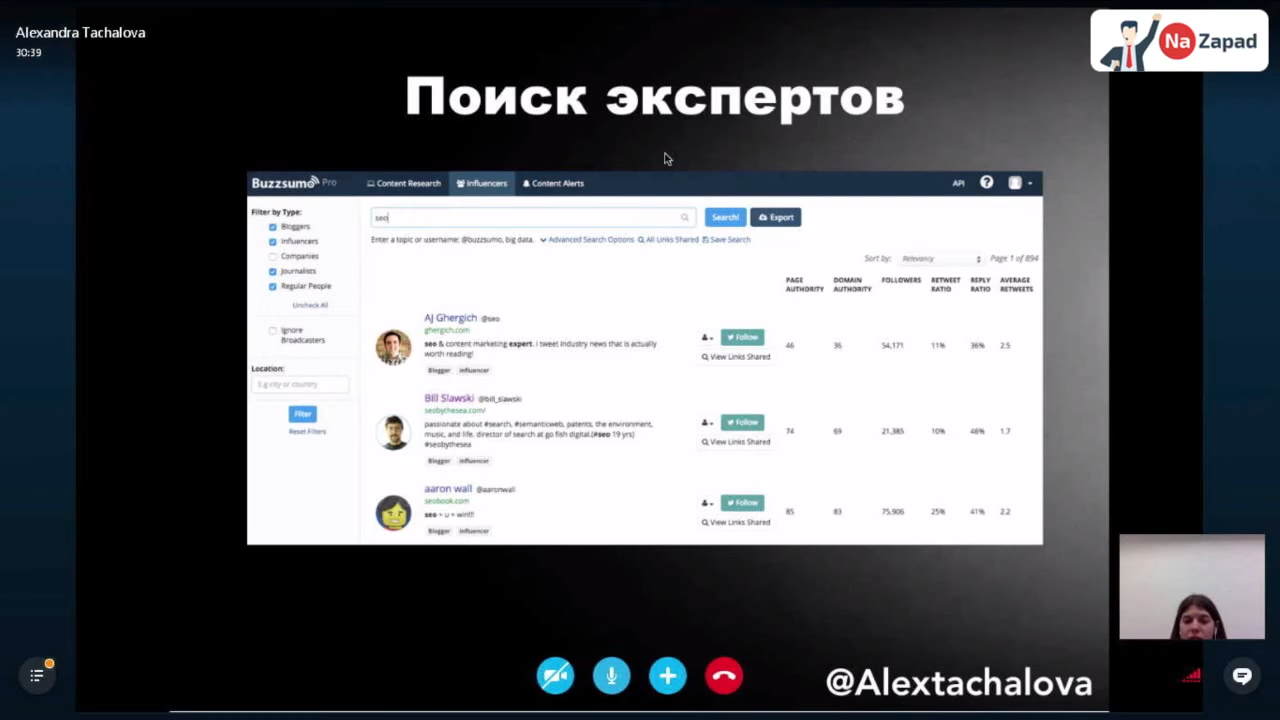 Alexandra Tachalova
30:39
Na Zapad
Поиск экспертов
Buzzsumo Pro
Content Research
Influencers
Content Alerts
API
?
Filter by Type:
Bloggers
Influencers
Companies
Journalists
Regular People
Uncheck All
Ignore
Broadcasters
Location:
E.g city or country
Filter
Reset Filters
seo
Search!
Export
Enter a topic or username: @buzzsumo, big data.
Advanced Search Options
All Links Shared
Save Search
Sort by: Relevancy
Page 1 of 894
PAGE AUTHORITY
DOMAIN AUTHORITY
FOLLOWERS
RETWEET RATIO
REPLY RATIO
AVERAGE RETWEETS
AJ Ghergich @seo
ghergich.com
seo & content marketing expert. i tweet industry news that is actually
worth reading!
Blogger Influencer
Follow
View Links Shared
46 36 54,171 11% 36% 2.5
Bill Slawski @bill_slawski
seobythesea.com/
passionate about #search, #semanticweb, patents, the environment,
music, and life. director of search at go fish digital.(#seo 19 yrs)
#seobythesea
Blogger Influencer
Follow
View Links Shared
74 69 21,385 10% 46% 1.7
aaron wall @aaronwall
seobook.com
seo + u = win!!!
Blogger Influencer
Follow
View Links Shared
85 83 75,906 25% 41% 2.2
@Alextachalova